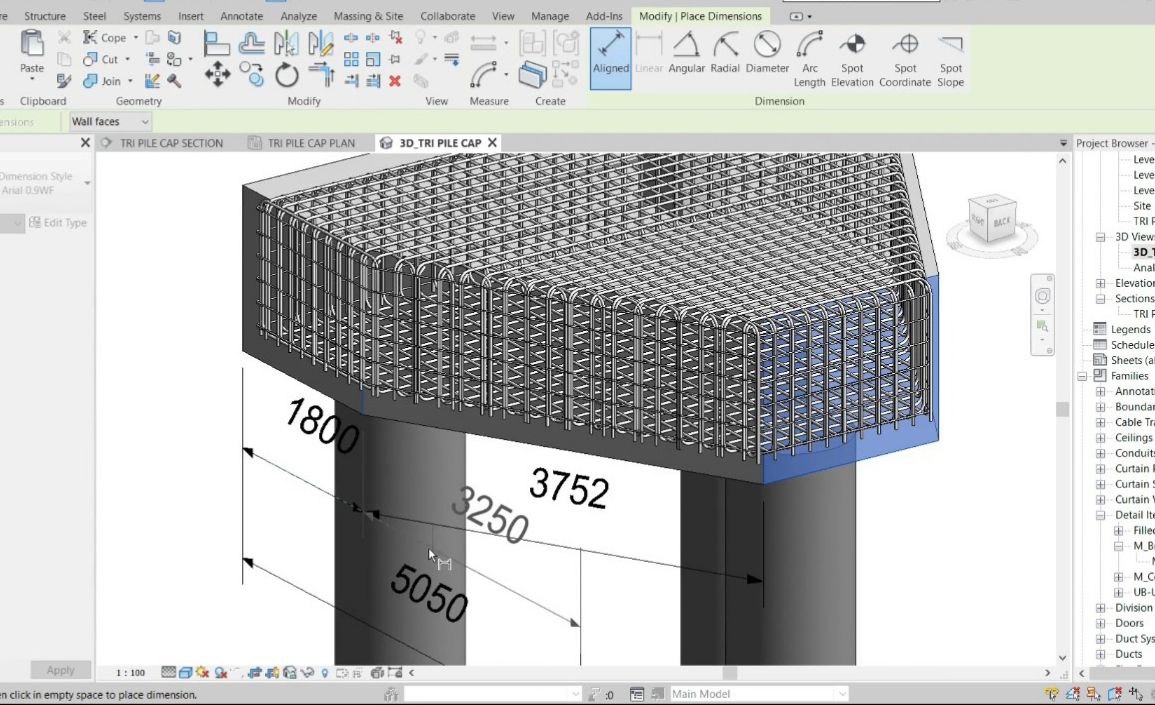 Structure Steel Systems Insert Annotate Analyze Massing & Site Collaborate View Manage Add-Ins Modify | Place Dimensions
Paste
Cope
Cut
Join
Aligned Linear Angular Radial Diameter Arc Length Spot Elevation Spot Coordinate Spot Slope
Clipboard Geometry Modify View Measure Create Dimension
Wall faces
TRI PILE CAP SECTION TRI PILE CAP PLAN 3D_TRI PILE CAP
Project Browser -
Dimension Style
Arial 0.9WF
Edit Type
Leve
Leve
Leve
Site
TRI P
3D View
3D_T
Anal
Elevation
Sections
TRI P
Legends
Schedule
Sheets (a
Families
Annotati
Boundar
Cable Tra
Ceilings
Conduits
Curtain P
Curtain S
Curtain W
Detail Ite
Filled
M_B
M_C
UB-U
Division
Doors
Duct Sys
Ducts
BACK
1800
3752
3250
5050
Apply
1 : 100
n click in empty space to place dimension.
:0
Main Model